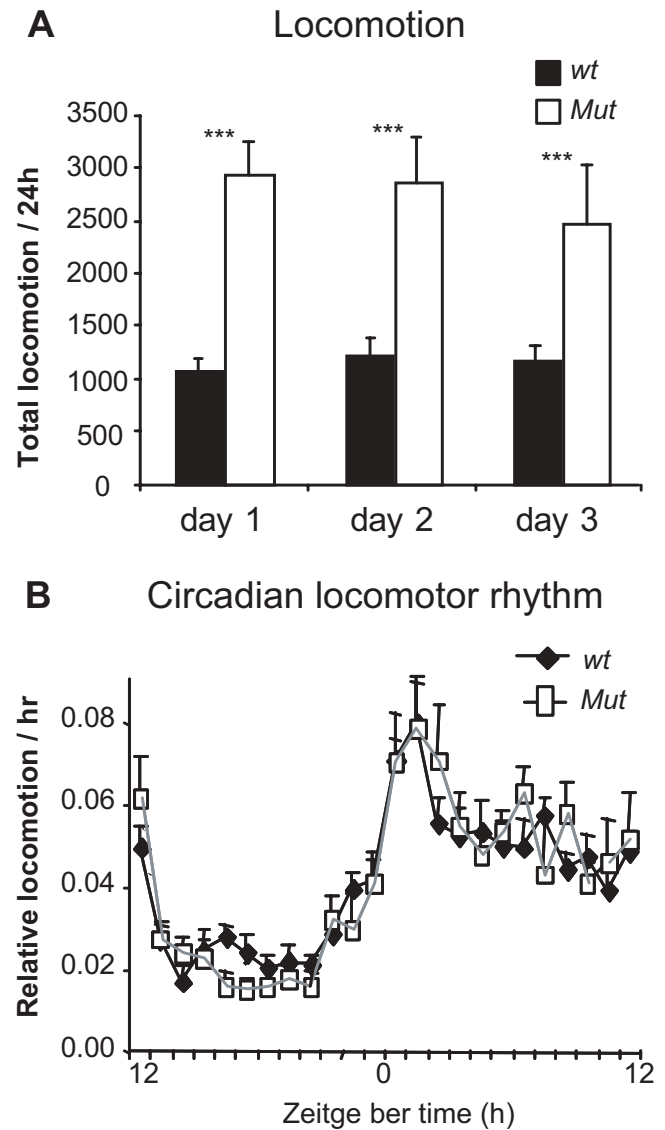 A Locomotion
wt
Mut
Total locomotion / 24h
3500
3000
2500
2000
1500
1000
500
0
***
***
***
day 1 day 2 day 3
B Circadian locomotor rhythm
wt
Mut
Relative locomotion / hr
0.08
0.06
0.04
0.02
0.00
12 0 12
Zeitge ber time (h)